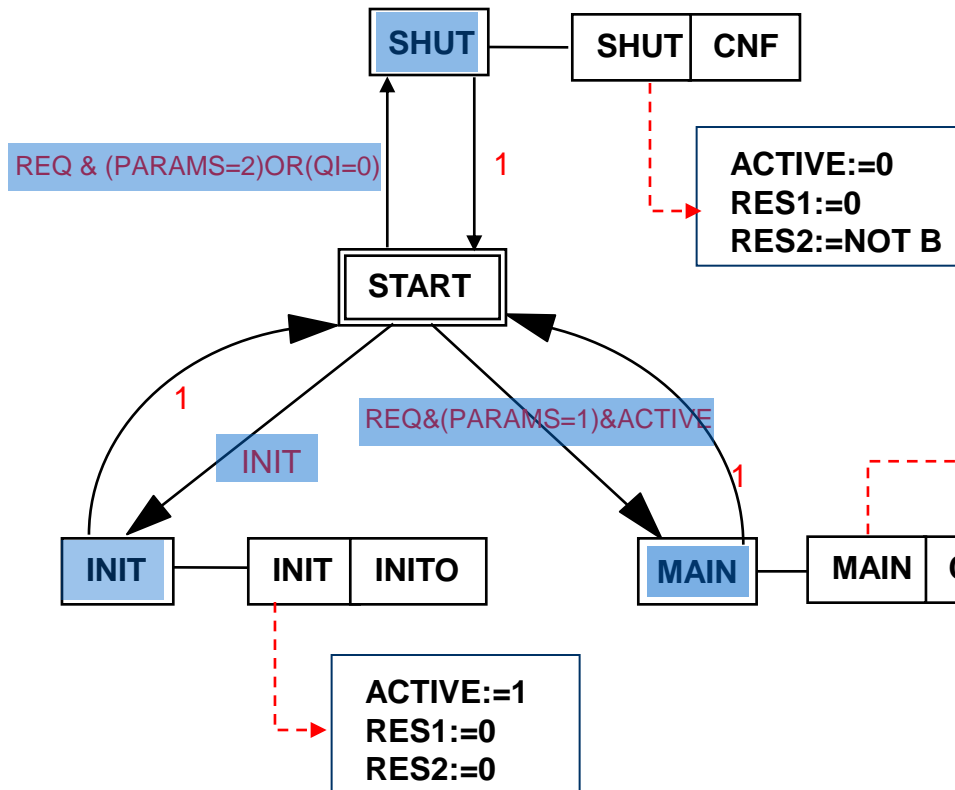 SHUT
SHUT CNF
REQ & (PARAMS=2)OR(QI=0)
1
ACTIVE:=0
RES1:=0
RES2:=NOT B
START
1
REQ&(PARAMS=1)&ACTIVE
INIT
1
INIT
INIT INITO
MAIN
MAIN
ACTIVE:=1
RES1:=0
RES2:=0